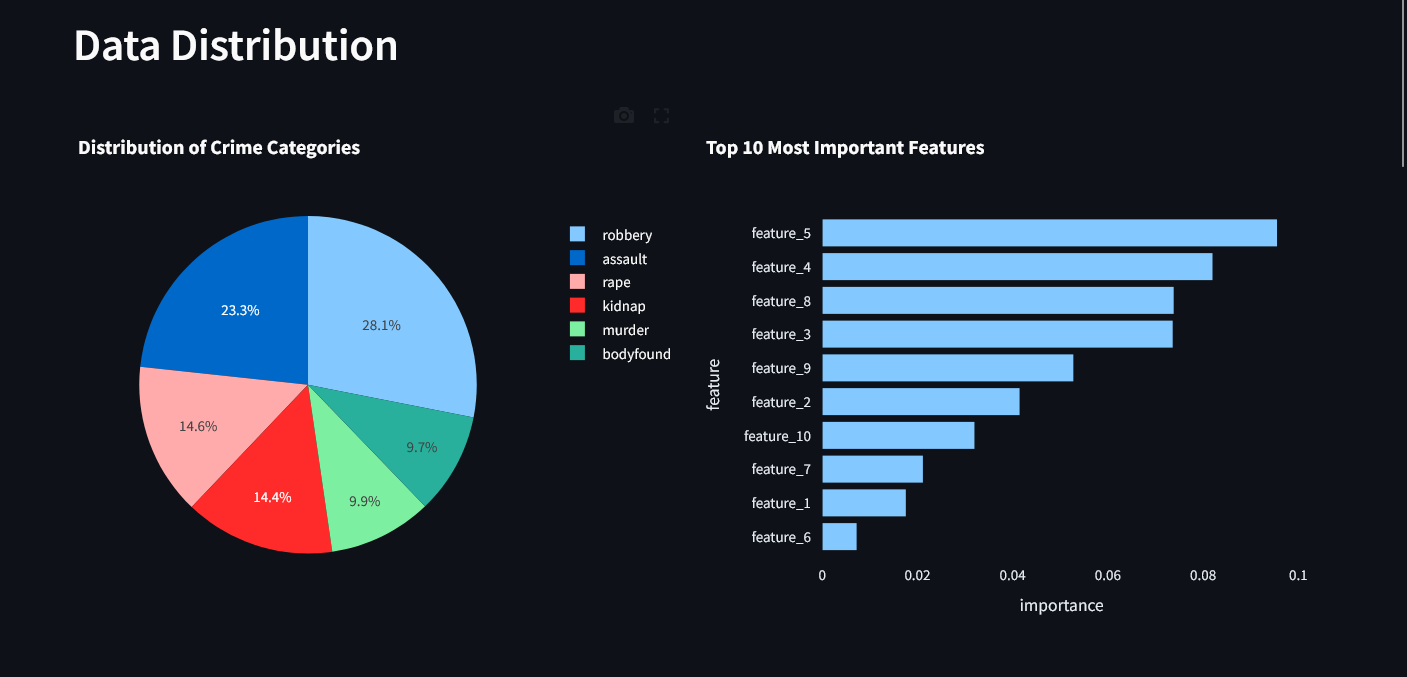 Data Distribution
Distribution of Crime Categories
28.1%
23.3%
14.6%
14.4%
9.9%
9.7%
robbery
assault
rape
kidnap
murder
bodyfound
Top 10 Most Important Features
feature
feature_5
feature_4
feature_8
feature_3
feature_9
feature_2
feature_10
feature_7
feature_1
feature_6
0 0.02 0.04 0.06 0.08 0.1
importance